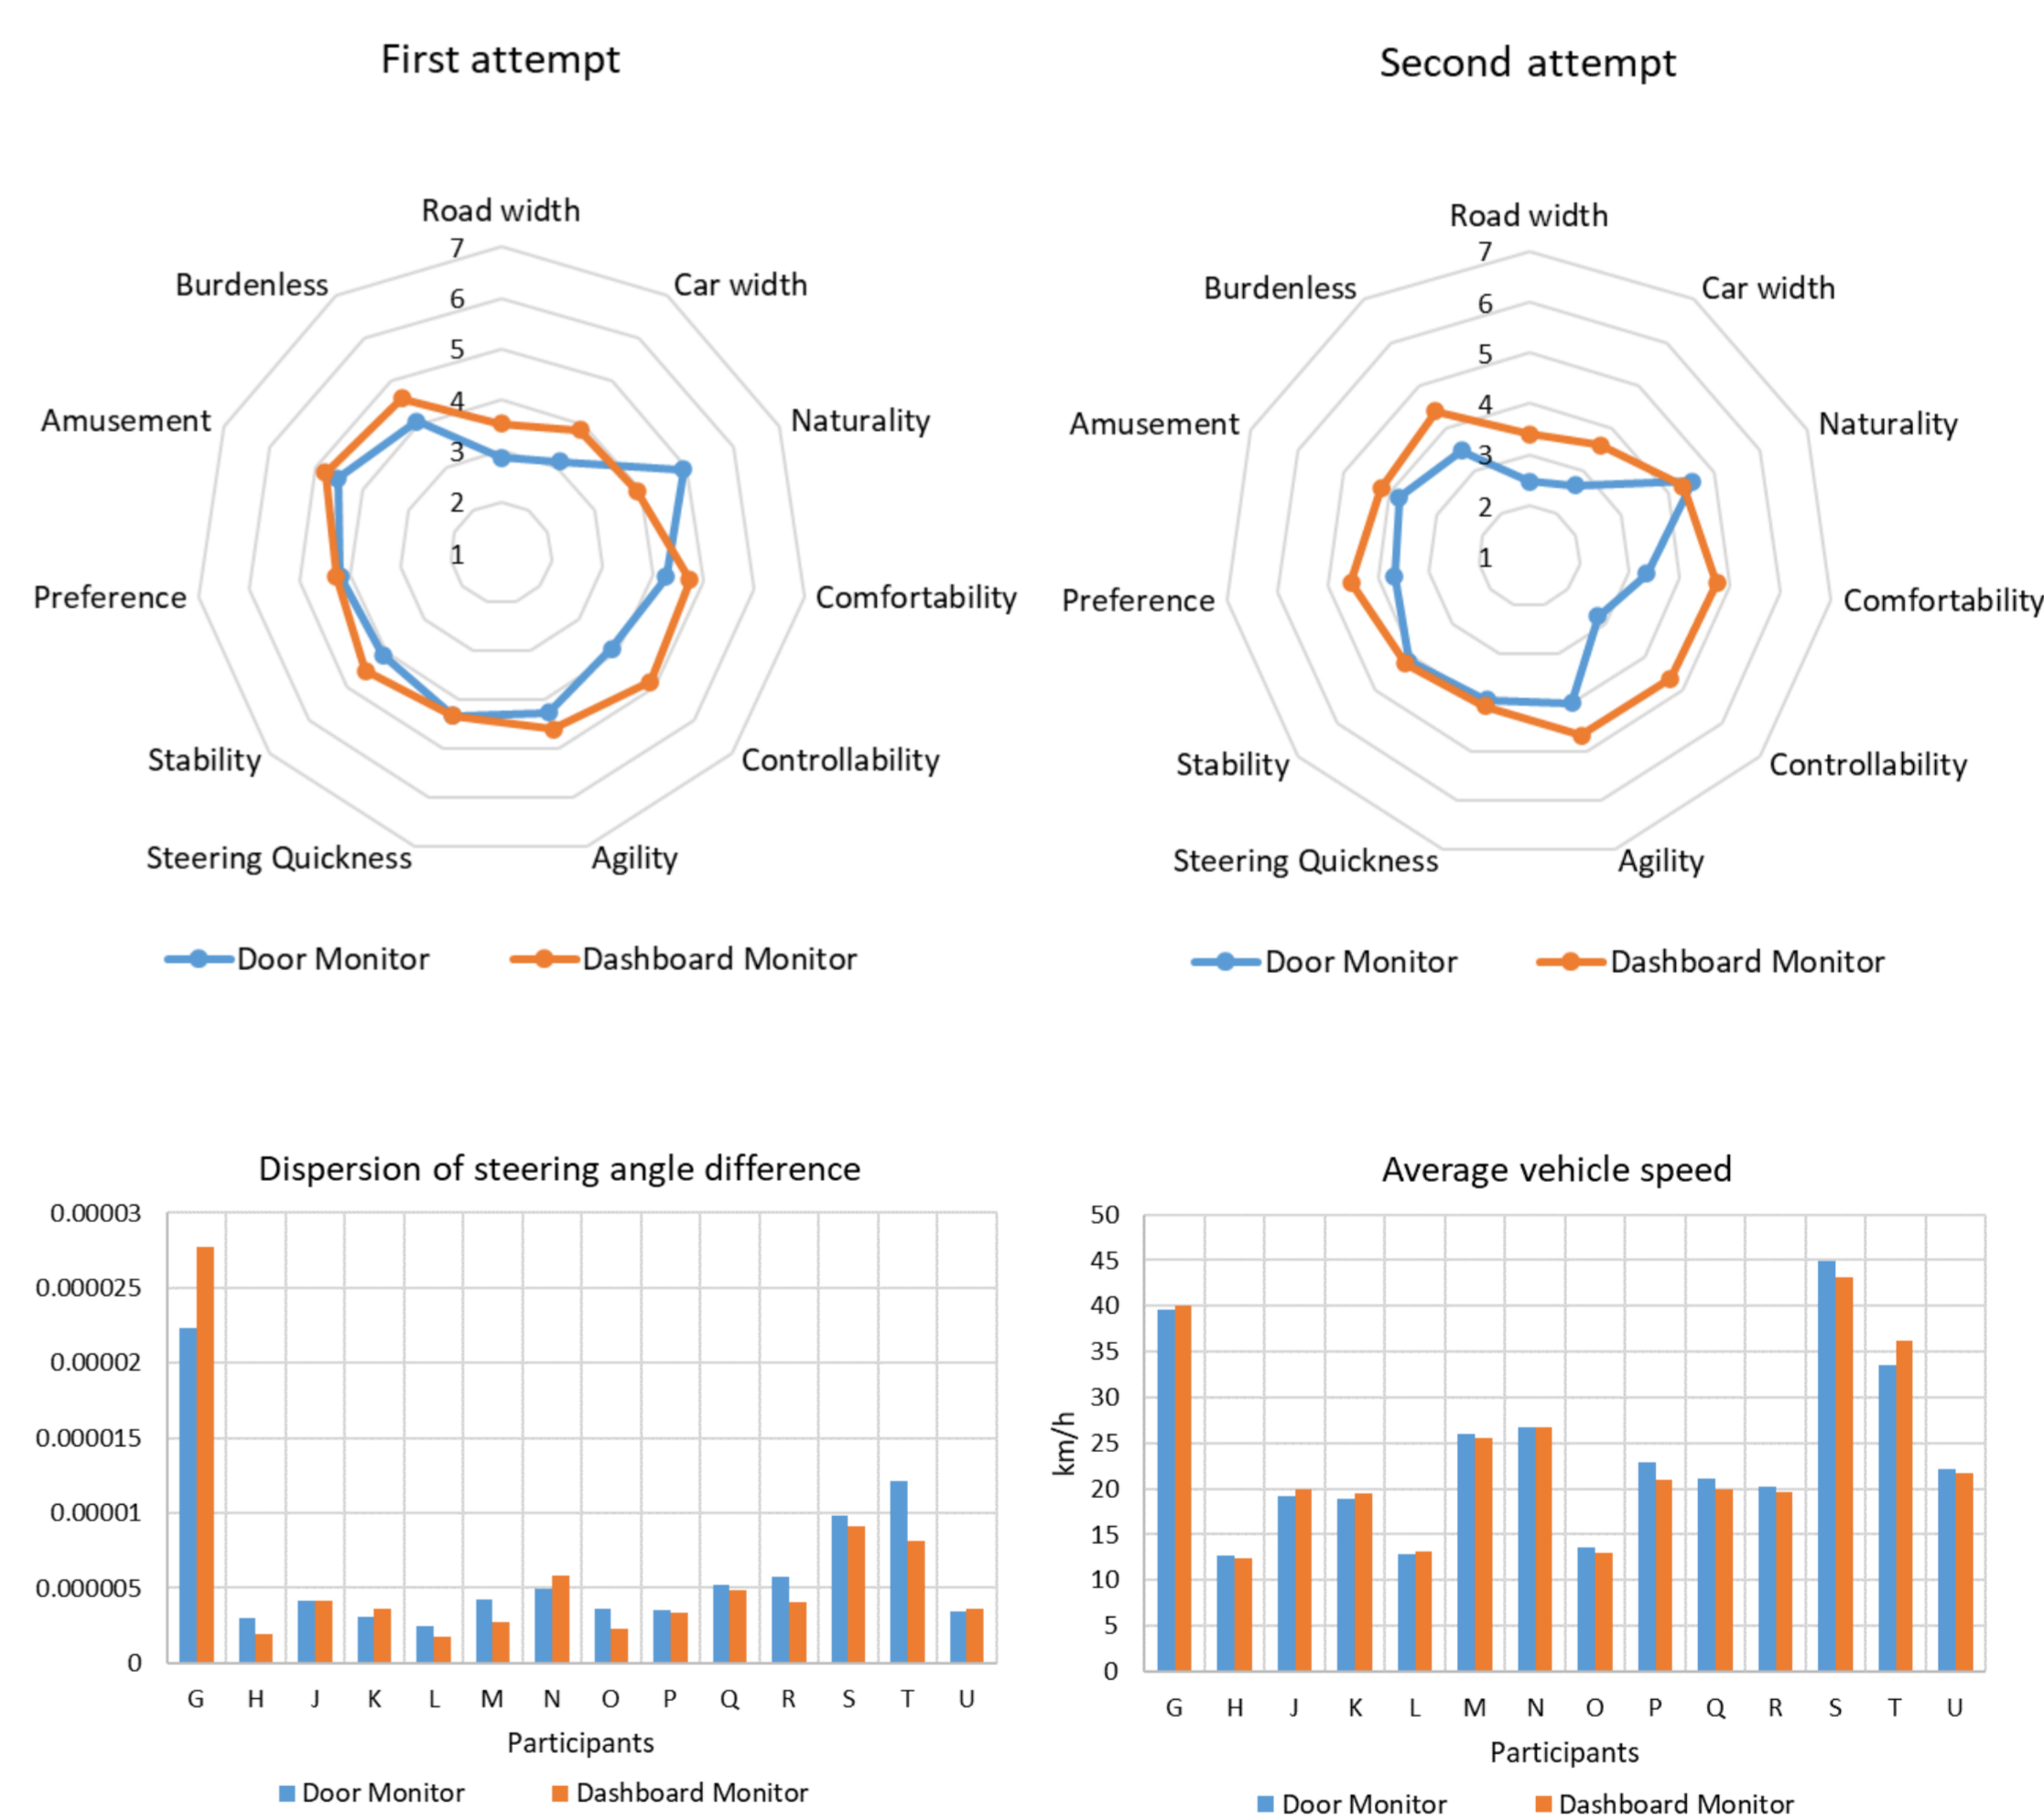 First attempt
Road width
7
6
5
4
3
2
1
Burdenless
Car width
Amusement
Naturality
Preference
Comfortability
Stability
Controllability
Steering Quickness
Agility
Door Monitor
Dashboard Monitor
Second attempt
Road width
7
6
5
4
3
2
1
Burdenless
Car width
Amusement
Naturality
Preference
Comfortability
Stability
Controllability
Steering Quickness
Agility
Door Monitor
Dashboard Monitor
Dispersion of steering angle difference
0.00003
0.000025
0.00002
0.000015
0.00001
0.000005
0
G H J K L M N O P Q R S T U
Participants
Door Monitor
Dashboard Monitor
Average vehicle speed
km/h
50
45
40
35
30
25
20
15
10
5
0
G H J K L M N O P Q R S T U
Participants
Door Monitor
Dashboard Monitor